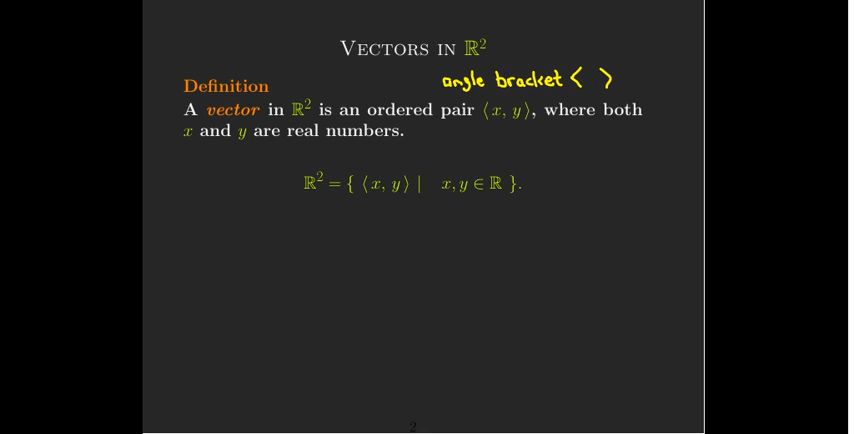 Vectors in ℝ²
angle bracket ⟨ ⟩
Definition
A vector in ℝ² is an ordered pair ⟨x, y⟩, where both
x and y are real numbers.
ℝ² = { ⟨x, y⟩ | x, y ∈ ℝ }.
2